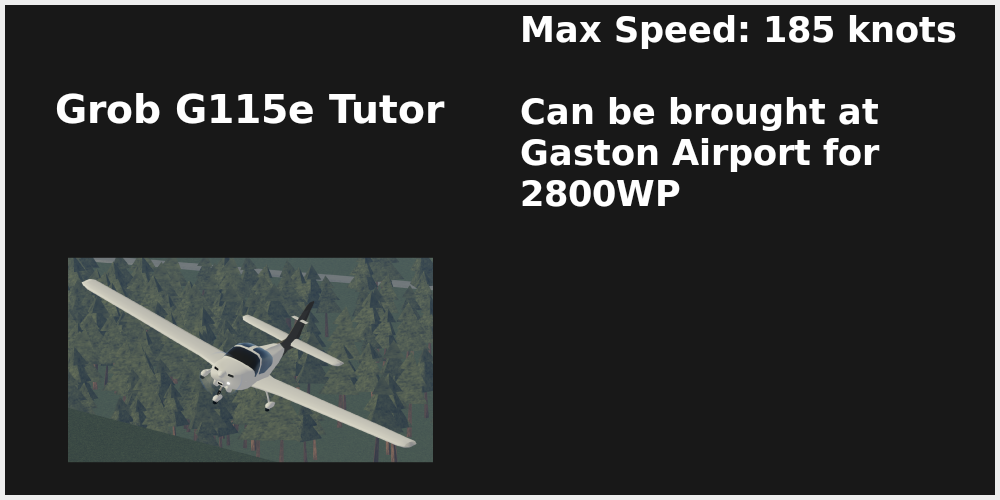 Grob G115e Tutor
Max Speed: 185 knots
Can be brought at
Gaston Airport for
2800WP